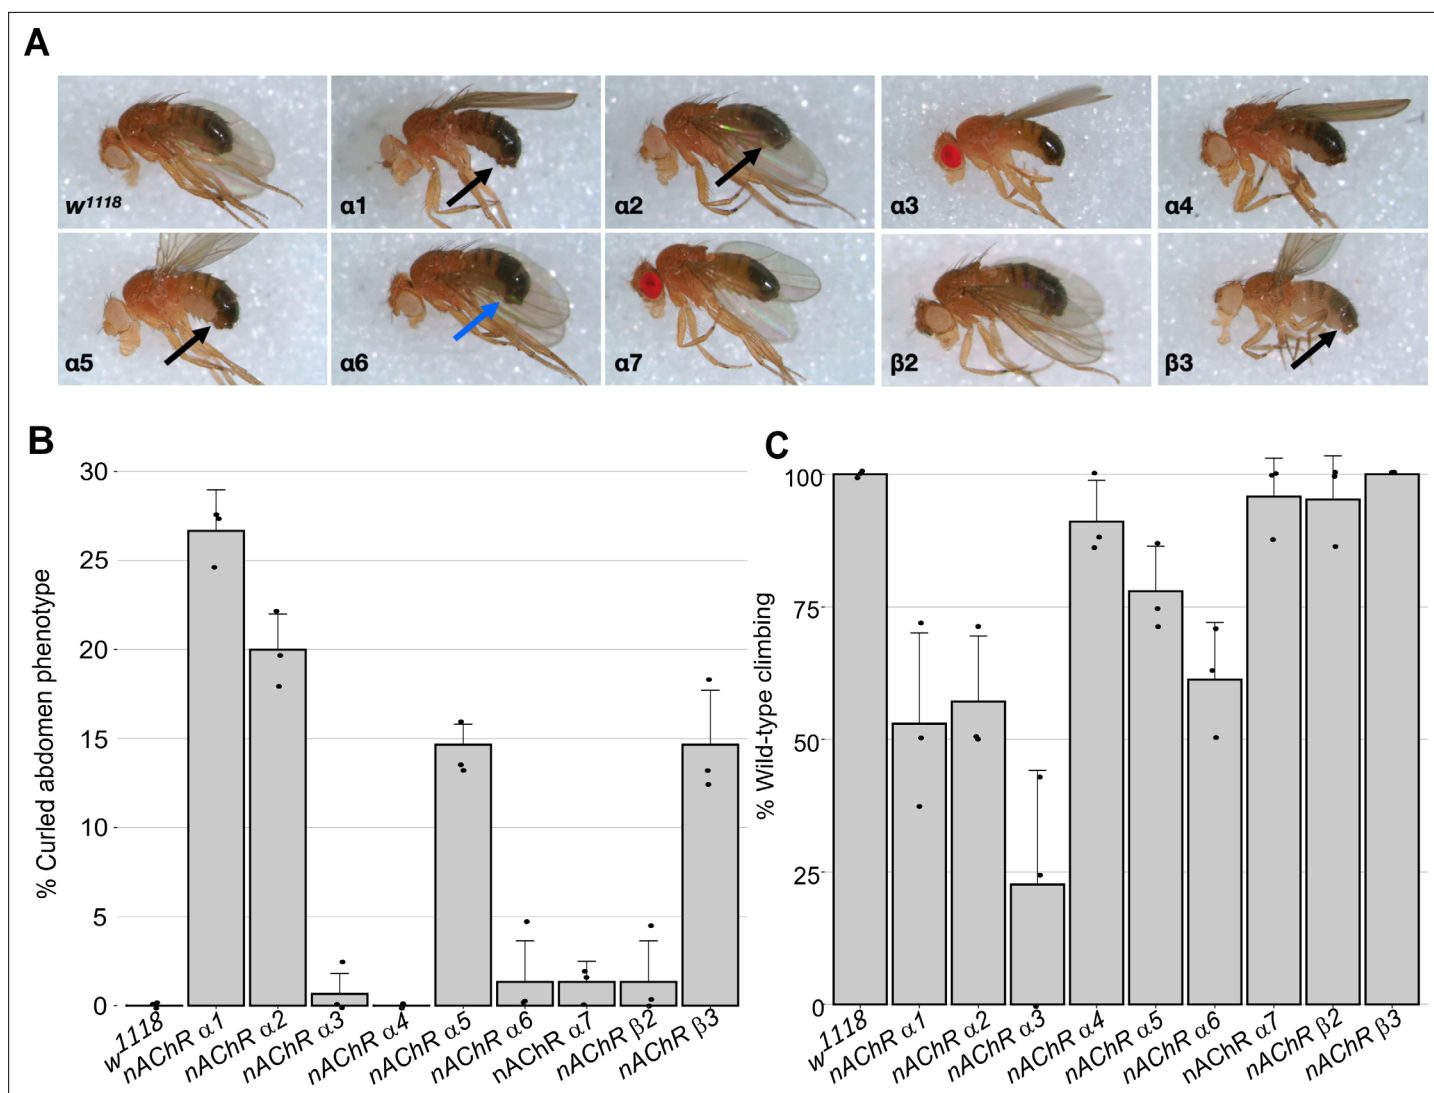 A
w1118
α1
α2
α3
α4
α5
α6
α7
β2
β3
B
% Curled abdomen phenotype
30
25
20
15
10
5
0
w1118
nAChR α1
nAChR α2
nAChR α3
nAChR α4
nAChR α5
nAChR α6
nAChR α7
nAChR β2
nAChR β3
C
% Wild-type climbing
100
75
50
25
0
w1118
nAChR α1
nAChR α2
nAChR α3
nAChR α4
nAChR α5
nAChR α6
nAChR α7
nAChR β2
nAChR β3